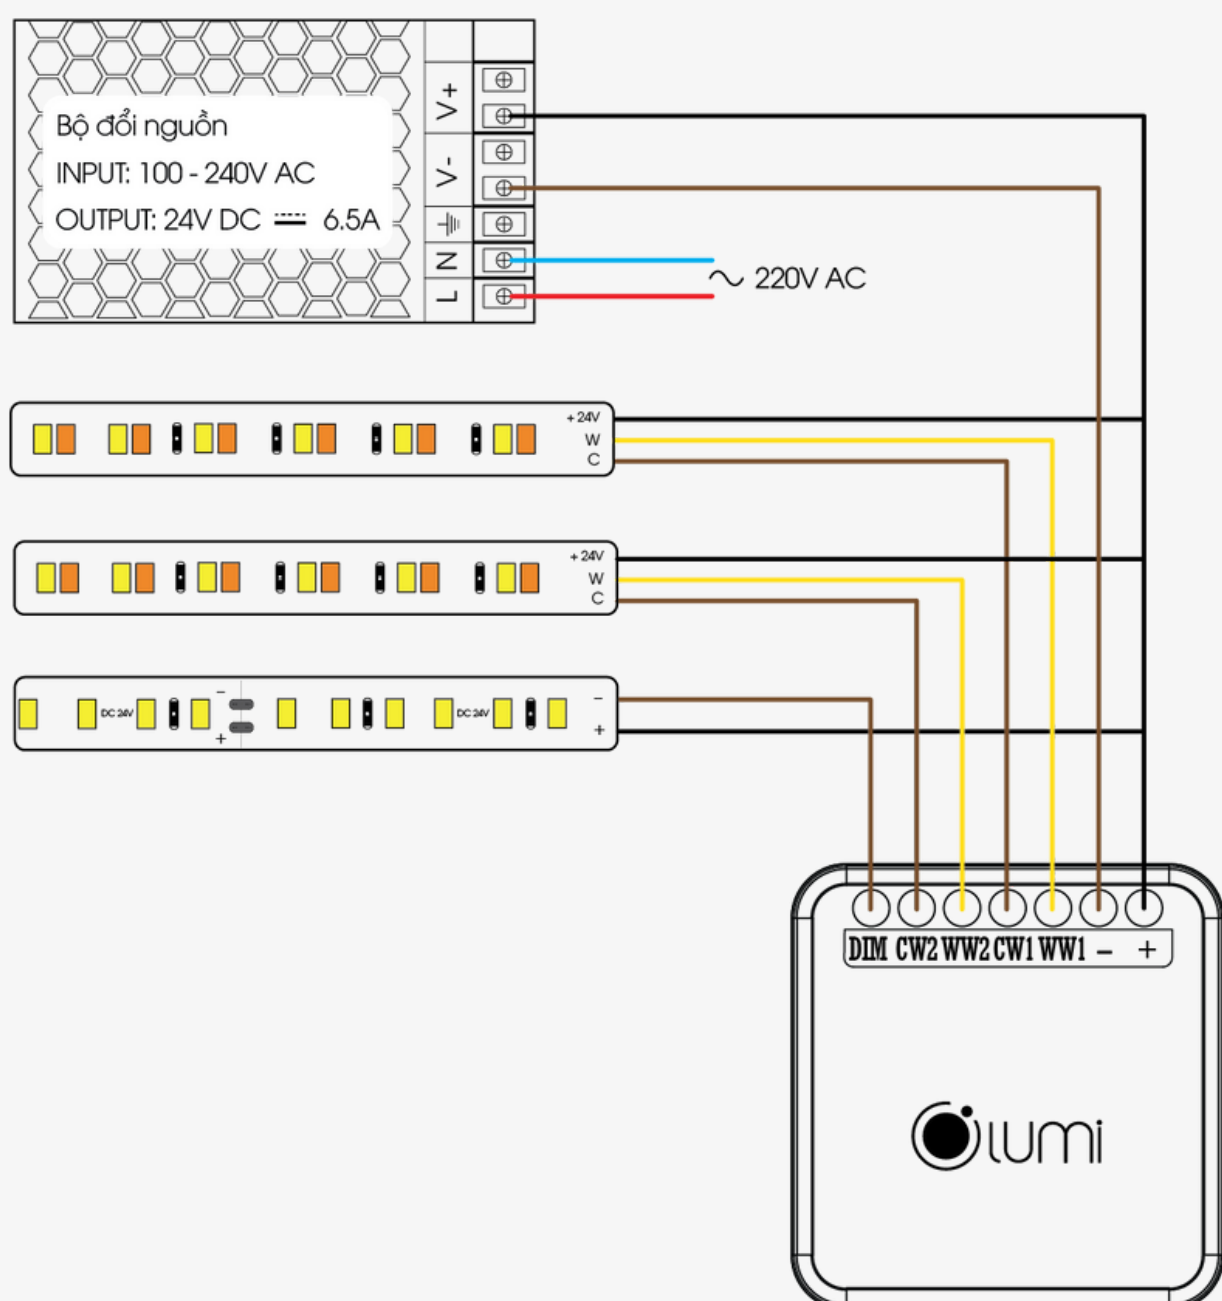 Bộ đổi nguồn
INPUT: 100 - 240V AC
OUTPUT: 24V DC 6.5A
V+
V-
N
L
220V AC
+ 24V
W
C
+ 24V
W
C
DC 24V
−
+
DC 24V
−
+
DIM CW2 WW2 CW1 WW1 − +
lumi